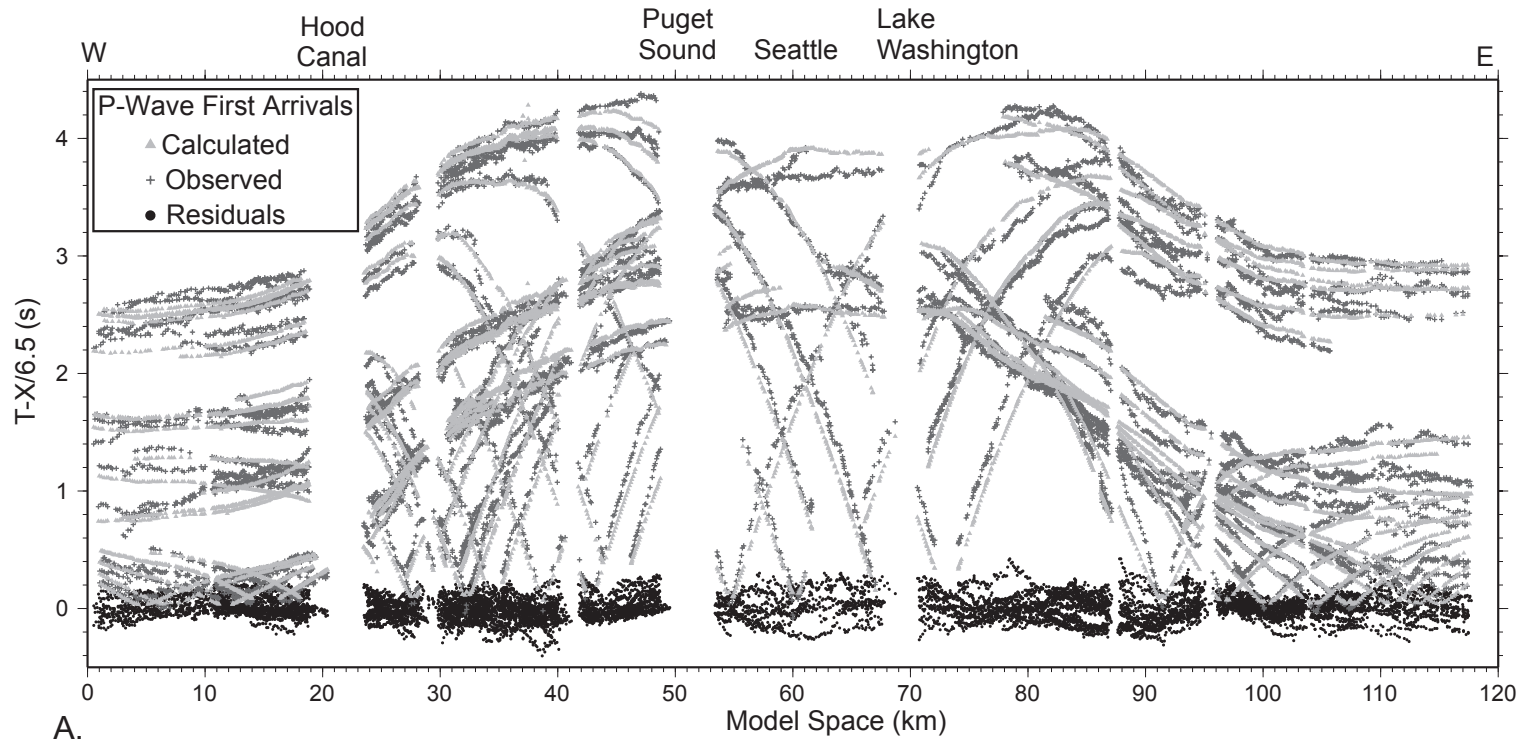 Hood
Canal
Puget
Sound
Seattle
Lake
Washington
W
E
P-Wave First Arrivals
Calculated
Observed
Residuals
4
3
2
1
0
T-X/6.5 (s)
0 10 20 30 40 50 60 70 80 90 100 110 120
Model Space (km)
A.